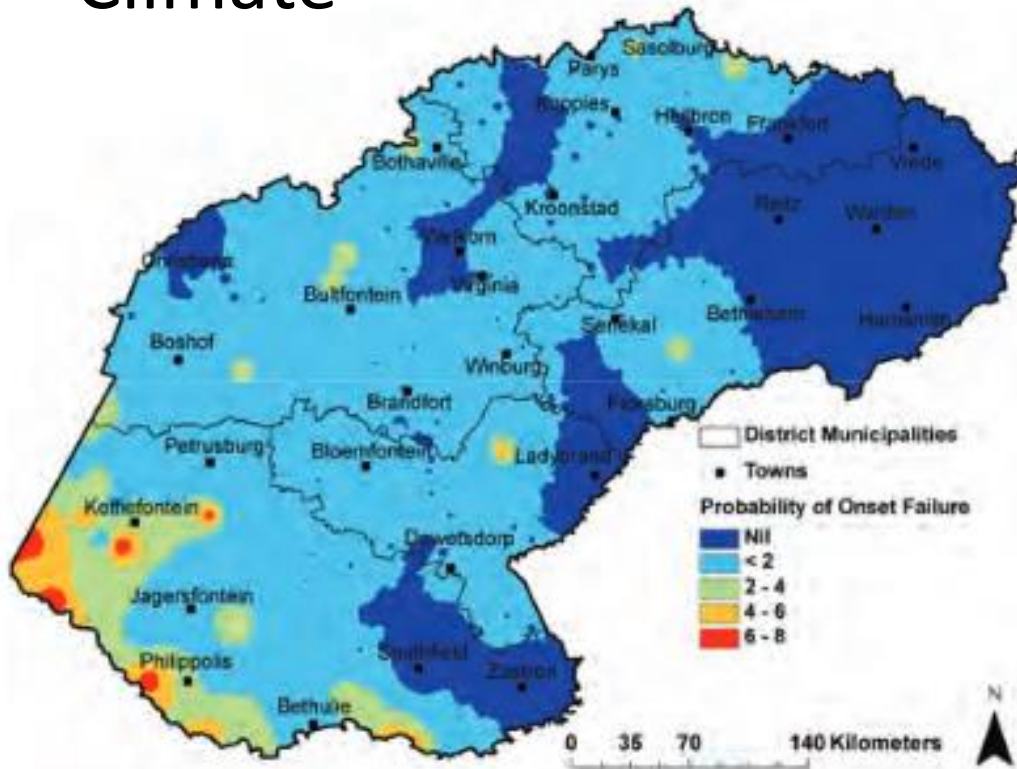 Climate
Sasolburg
Parys
Koppies
Heilbron
Frankfort
Bothaville
Vrede
Kroonstad
Reitz
Warden
Welkom
Virginia
Bultfontein
Bethlehem
Harrismith
Senekal
Boshof
Winburg
Brandfort
Ficksburg
Petrusburg
Bloemfontein
Ladybrand
Koffiefontein
Dewetsdorp
Jagersfontein
Philippolis
Smithfield
Zastron
Bethulie
District Municipalities
Towns
Probability of Onset Failure
Nil
< 2
2 - 4
4 - 6
6 - 8
N
0 35 70 140 Kilometers